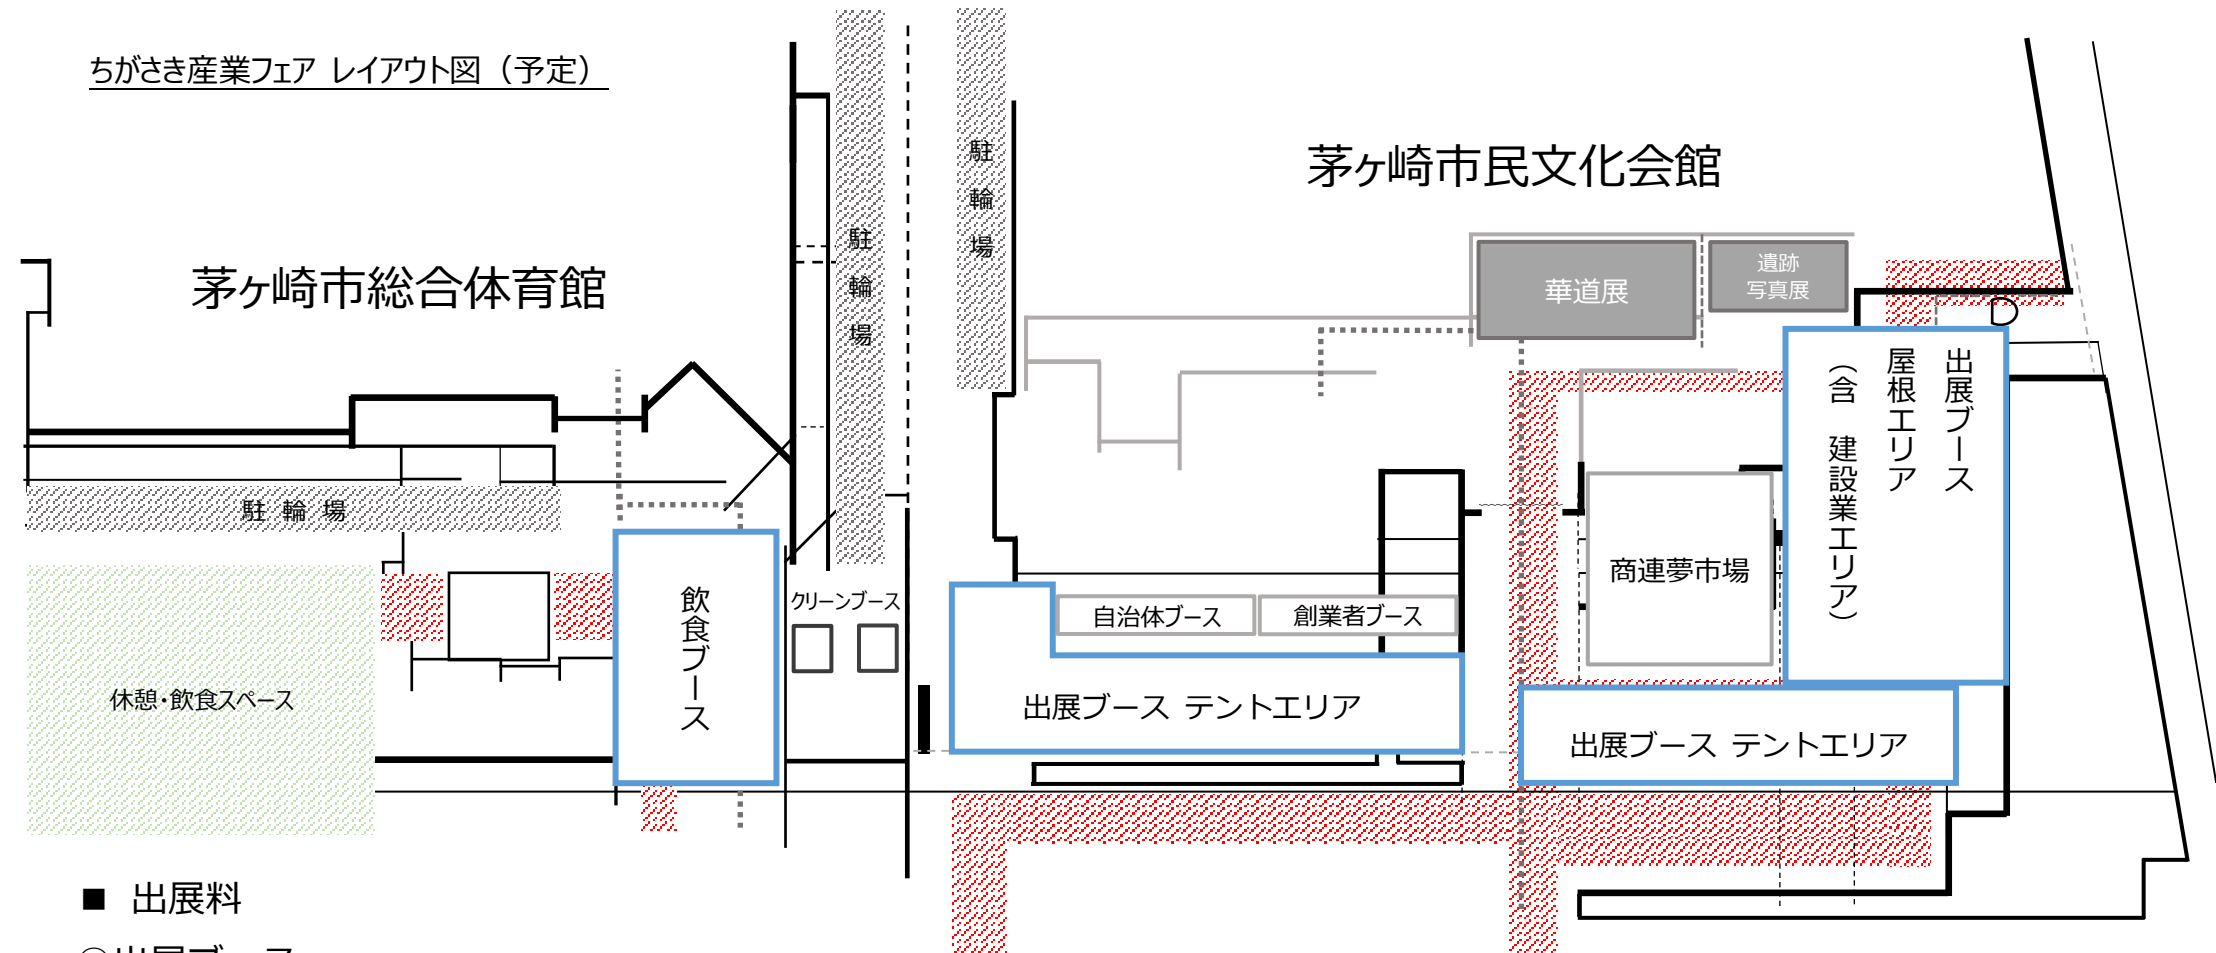 ちがさき産業フェア レイアウト図（予定）
茅ヶ崎市民文化会館
茅ヶ崎市総合体育館
駐輪場
駐輪場
駐輪場
華道展
遺跡
写真展
出展ブース
屋根エリア
（含 建設業エリア）
商連夢市場
飲食ブース
クリーンブース
自治体ブース
創業者ブース
休憩・飲食スペース
出展ブース テントエリア
出展ブース テントエリア
■ 出展料